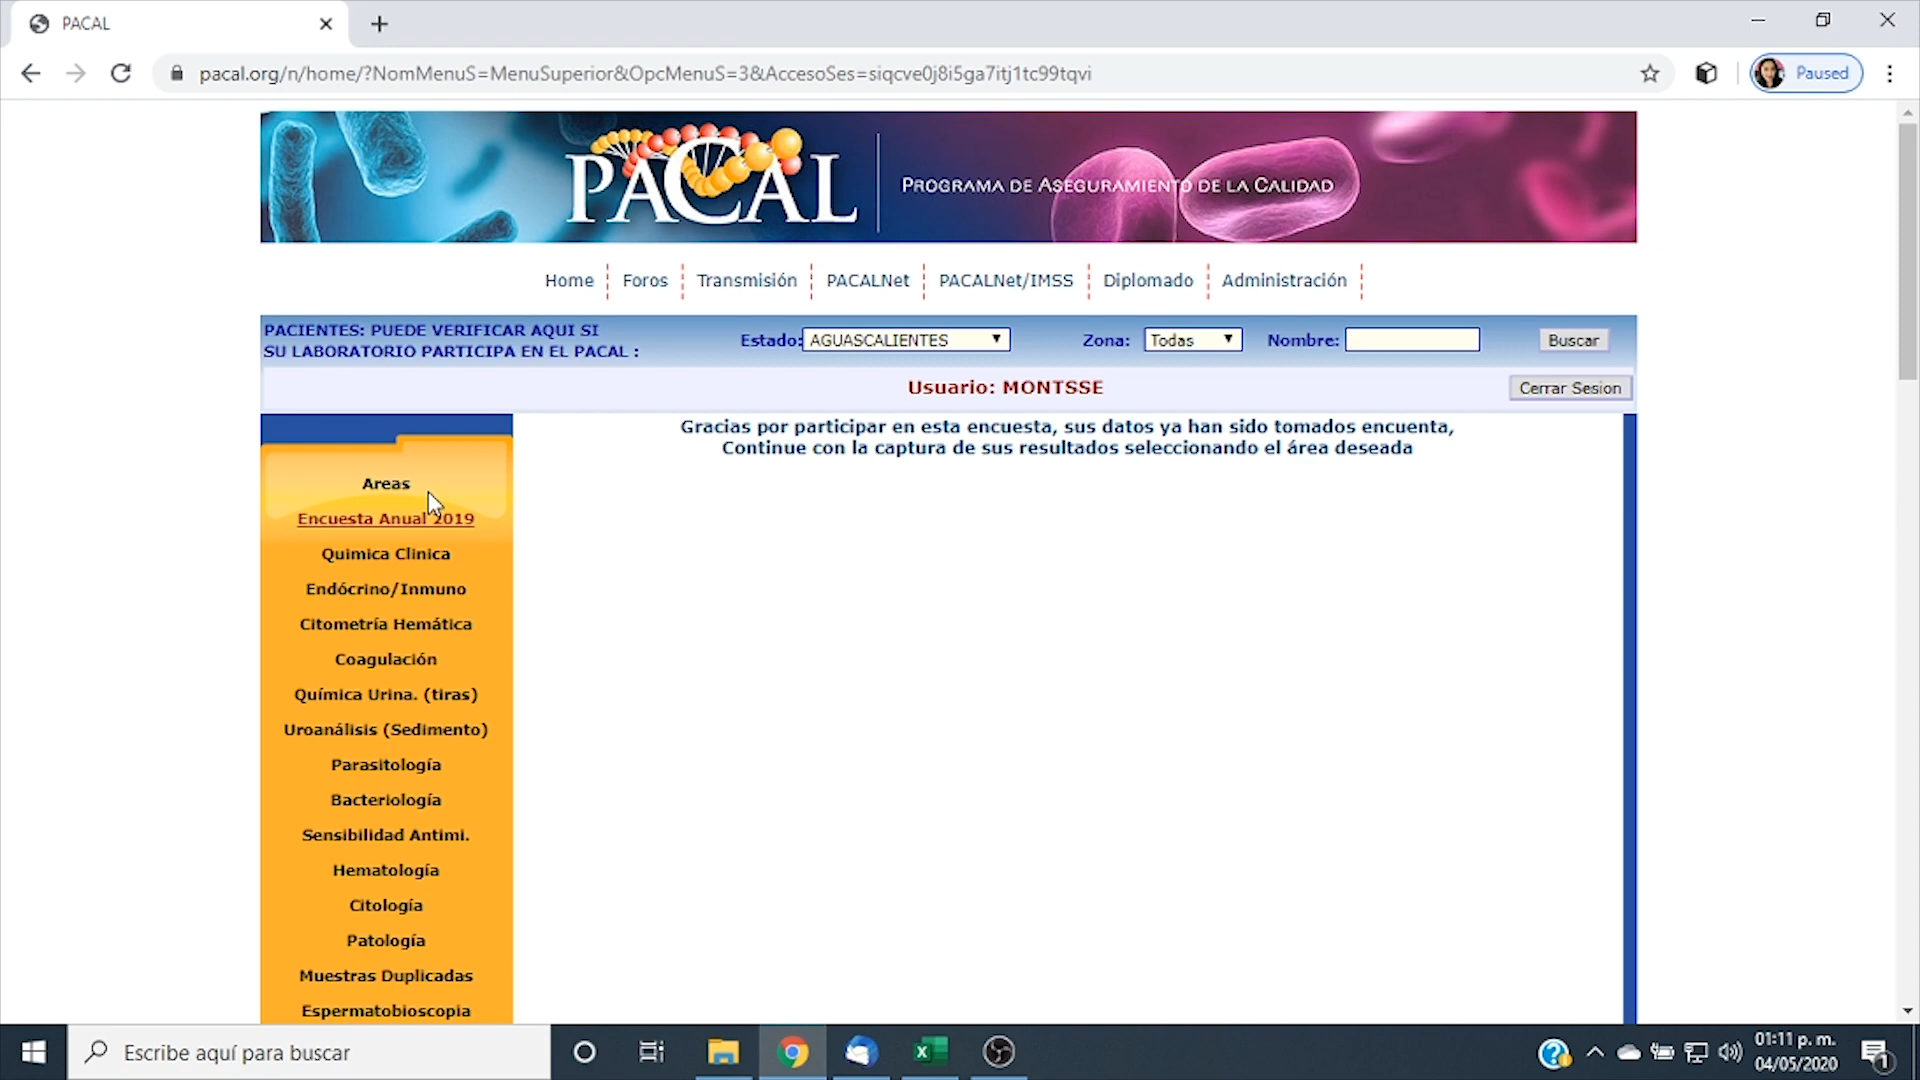 PACAL
pacal.org/n/home/?NomMenuS=MenuSuperior&OpcMenuS=3&AccesoSes=siqcve0j8i5ga7itj1tc99tqvi
Paused
PACAL
PROGRAMA DE ASEGURAMIENTO DE LA CALIDAD
Home Foros Transmisión PACALNet PACALNet/IMSS Diplomado Administración
PACIENTES: PUEDE VERIFICAR AQUI SI
SU LABORATORIO PARTICIPA EN EL PACAL :
Estado: AGUASCALIENTES Zona: Todas Nombre: Buscar
Usuario: MONTSSE Cerrar Sesion
Gracias por participar en esta encuesta, sus datos ya han sido tomados encuenta,
Continue con la captura de sus resultados seleccionando el área deseada
Areas
Encuesta Anual 2019
Quimica Clinica
Endócrino/Inmuno
Citometría Hemática
Coagulación
Química Urina. (tiras)
Uroanálisis (Sedimento)
Parasitología
Bacteriología
Sensibilidad Antimi.
Hematología
Citología
Patología
Muestras Duplicadas
Espermatobioscopia
Escribe aquí para buscar
01:11 p. m.
04/05/2020
1